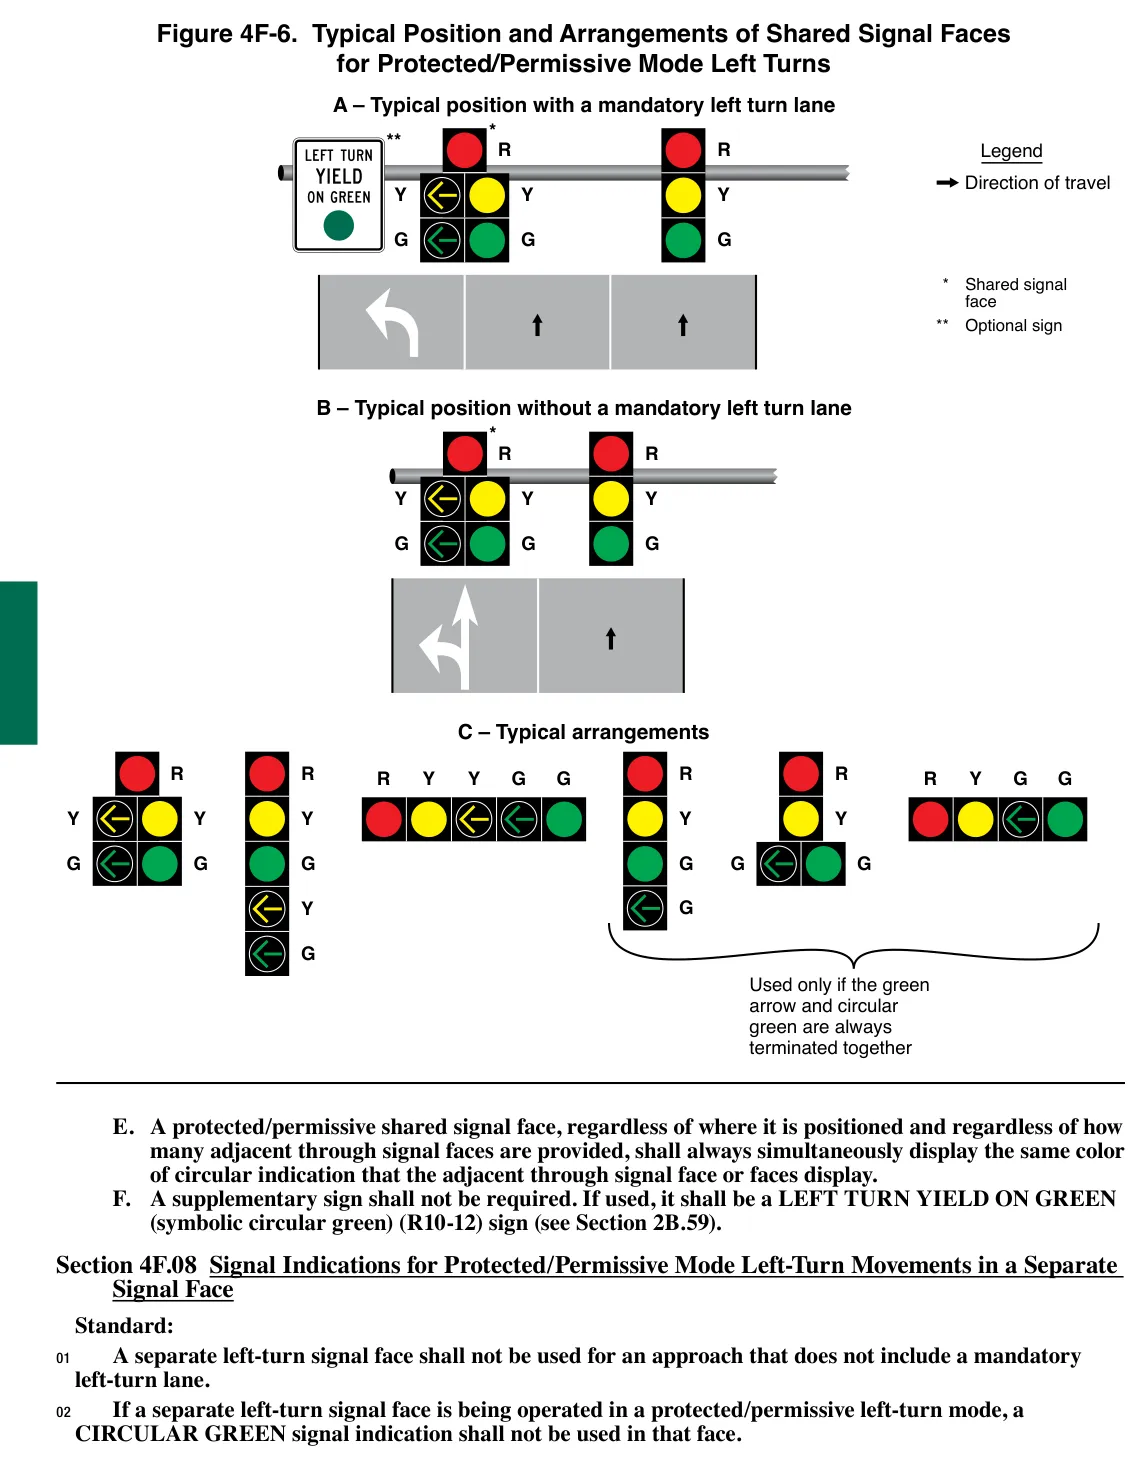 Figure 4F-6. Typical Position and Arrangements of Shared Signal Faces
for Protected/Permissive Mode Left Turns
A – Typical position with a mandatory left turn lane
LEFT TURN
YIELD
ON GREEN
**
*
R
Y Y
G G
R
Y
G
Legend
Direction of travel
* Shared signal
face
** Optional sign
B – Typical position without a mandatory left turn lane
*
R
Y Y
G G
R
Y
G
C – Typical arrangements
R
Y Y
G G
R
Y
G
Y
G
R Y Y G G
R
Y
G
G
R
Y
G G
R Y G G
Used only if the green
arrow and circular
green are always
terminated together
E. A protected/permissive shared signal face, regardless of where it is positioned and regardless of how
many adjacent through signal faces are provided, shall always simultaneously display the same color
of circular indication that the adjacent through signal face or faces display.
F. A supplementary sign shall not be required. If used, it shall be a LEFT TURN YIELD ON GREEN
(symbolic circular green) (R10-12) sign (see Section 2B.59).
Section 4F.08 Signal Indications for Protected/Permissive Mode Left-Turn Movements in a Separate
Signal Face
Standard:
01 A separate left-turn signal face shall not be used for an approach that does not include a mandatory
left-turn lane.
02 If a separate left-turn signal face is being operated in a protected/permissive left-turn mode, a
CIRCULAR GREEN signal indication shall not be used in that face.